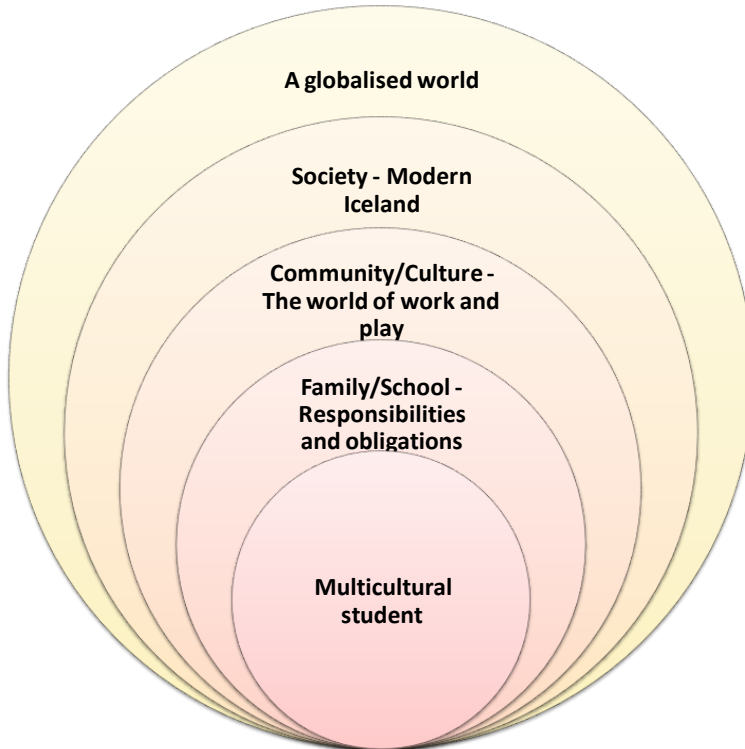 A globalised world
Society - Modern
Iceland
Community/Culture -
The world of work and
play
Family/School -
Responsibilities
and obligations
Multicultural
student